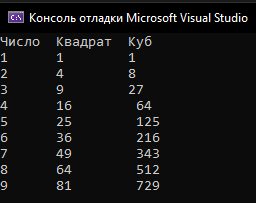 Консоль отладки Microsoft Visual Studio
Число Квадрат Куб
1 1 1
2 4 8
3 9 27
4 16 64
5 25 125
6 36 216
7 49 343
8 64 512
9 81 729